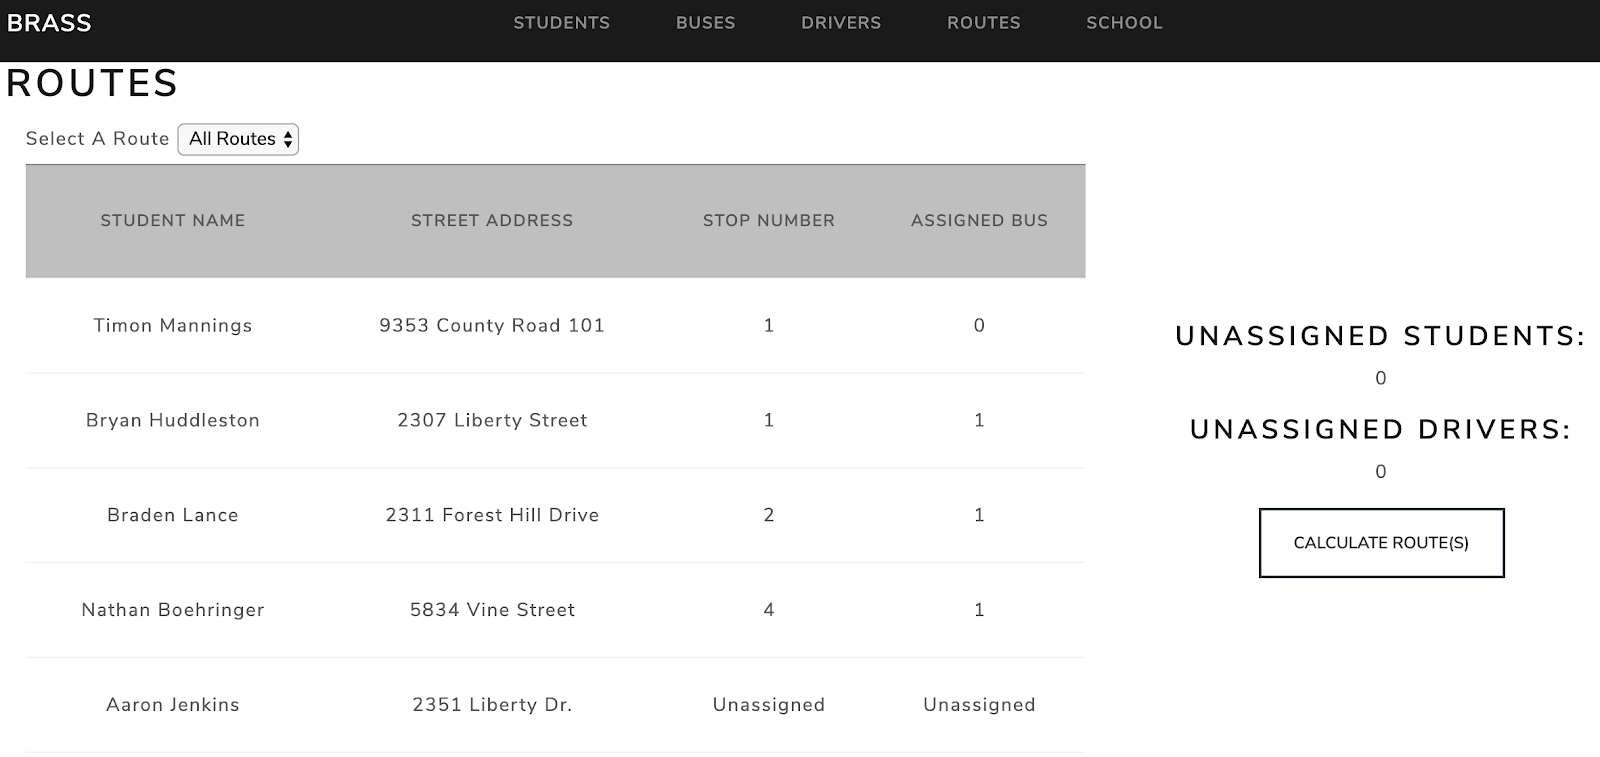 BRASS STUDENTS BUSES DRIVERS ROUTES SCHOOL
ROUTES
Select A Route All Routes
STUDENT NAME STREET ADDRESS STOP NUMBER ASSIGNED BUS
Timon Mannings 9353 County Road 101 1 0
Bryan Huddleston 2307 Liberty Street 1 1
Braden Lance 2311 Forest Hill Drive 2 1
Nathan Boehringer 5834 Vine Street 4 1
Aaron Jenkins 2351 Liberty Dr. Unassigned Unassigned
UNASSIGNED STUDENTS:
0
UNASSIGNED DRIVERS:
0
CALCULATE ROUTE(S)